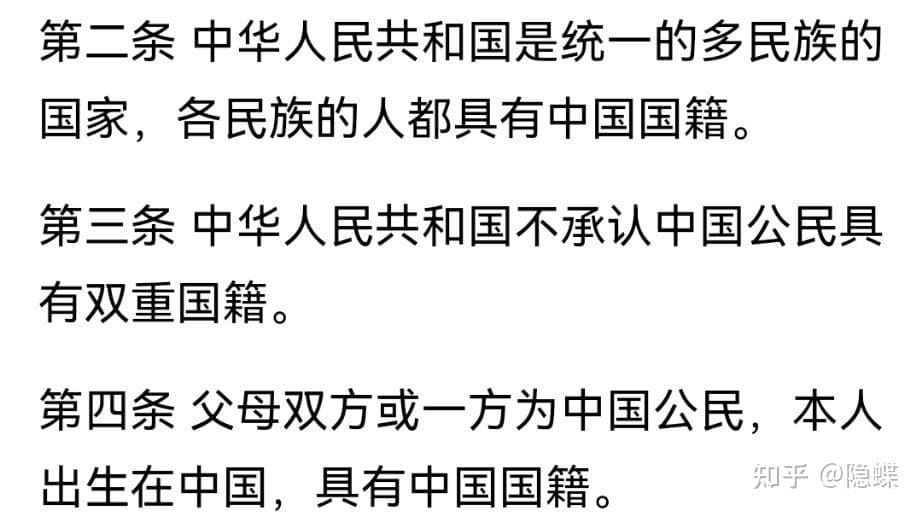 第二条 中华人民共和国是统一的多民族的
国家，各民族的人都具有中国国籍。
第三条 中华人民共和国不承认中国公民具
有双重国籍。
第四条 父母双方或一方为中国公民，本人
出生在中国，具有中国国籍。
知乎 @隐蝶